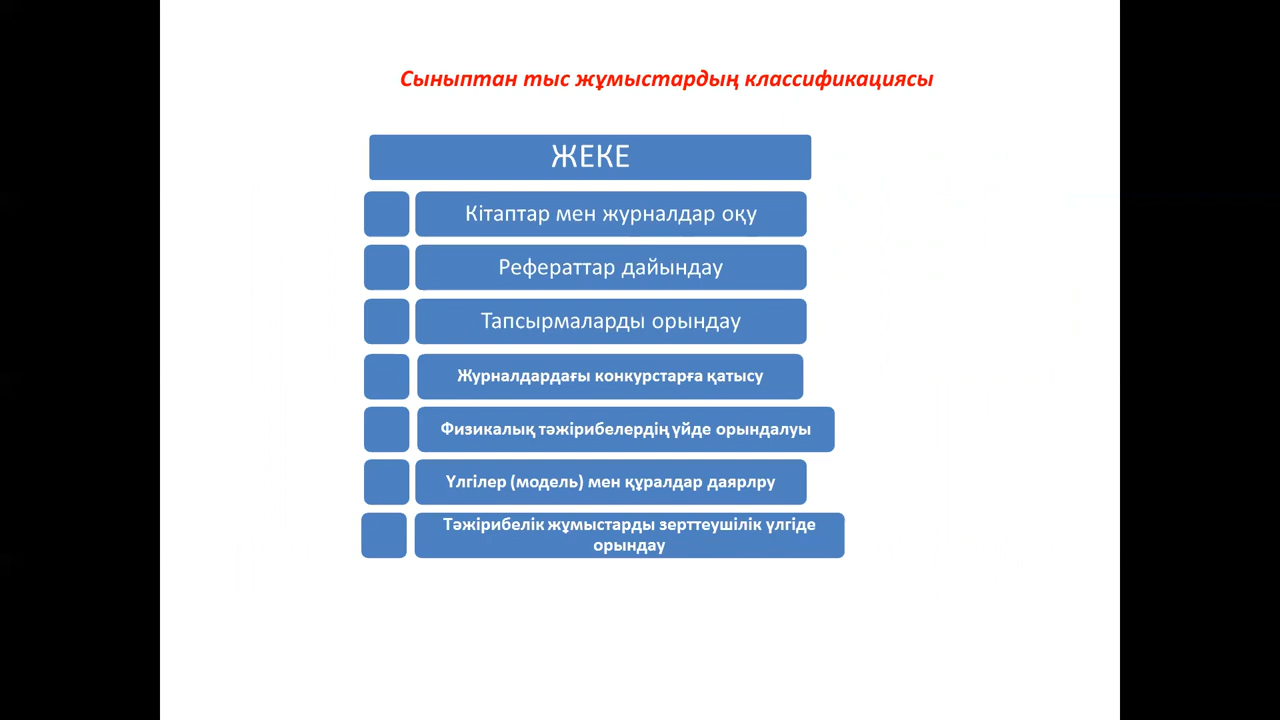 Сыныптан тыс жұмыстардың классификациясы
ЖЕКЕ
Кітаптар мен журналдар оқу
Рефераттар дайындау
Тапсырмаларды орындау
Журналдардағы конкурстарға қатысу
Физикалық тәжірибелердің үйде орындалуы
Үлгілер (модель) мен құралдар даярлру
Тәжірибелік жұмыстарды зерттеушілік үлгіде
орындау